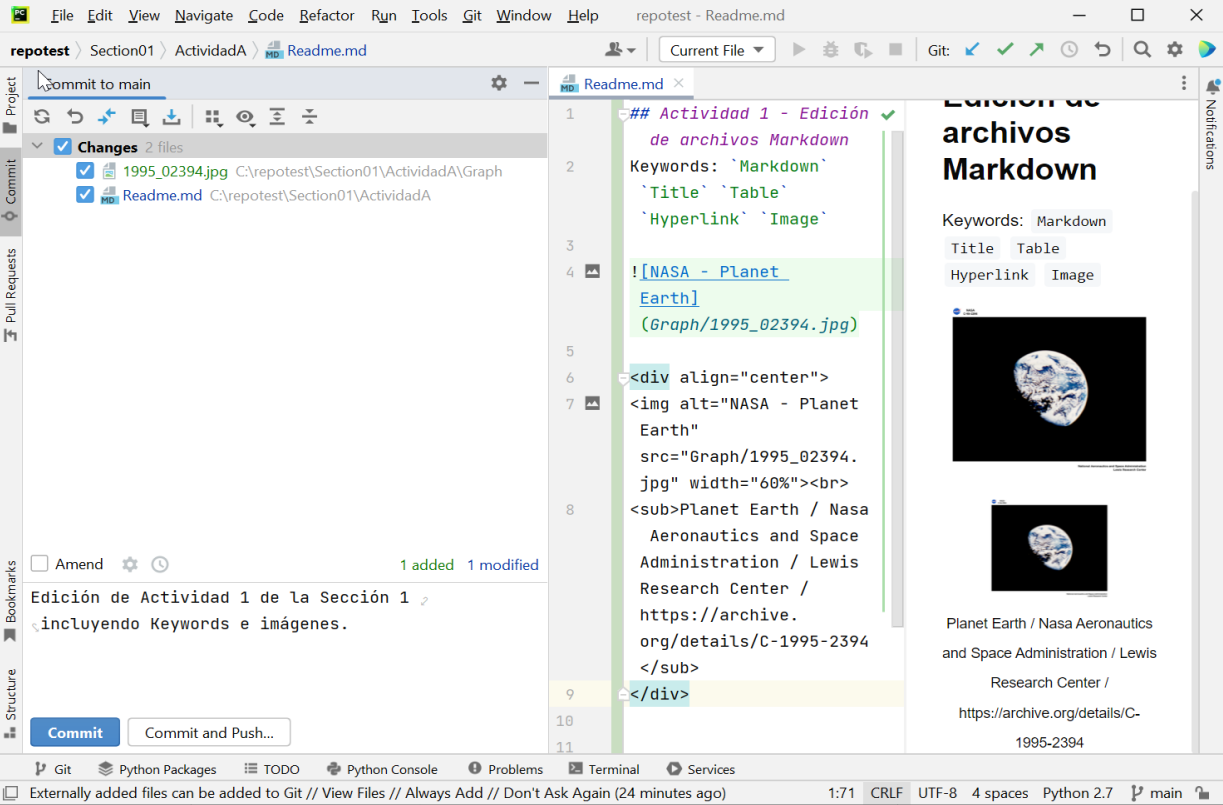 PC File Edit View Navigate Code Refactor Run Tools Git Window Help repotest - Readme.md
repotest Section01 ActividadA Readme.md Current File Git:
Commit to main
Readme.md
Project
Commit
Pull Requests
Bookmarks
Structure
Notifications
Changes 2 files
1995_02394.jpg C:\repotest\Section01\ActividadA\Graph
Readme.md C:\repotest\Section01\ActividadA
Amend 1 added 1 modified
Edición de Actividad 1 de la Sección 1
incluyendo Keywords e imágenes.
Commit Commit and Push...
1 ## Actividad 1 - Edición
de archivos Markdown
2 Keywords: `Markdown`
`Title` `Table`
`Hyperlink` `Image`
3
4 ![NASA - Planet
Earth]
(Graph/1995_02394.jpg)
5
6 <div align="center">
7 <img alt="NASA - Planet
Earth"
src="Graph/1995_02394.
jpg" width="60%"><br>
8 <sub>Planet Earth / Nasa
Aeronautics and Space
Administration / Lewis
Research Center /
https://archive.
org/details/C-1995-2394
</sub>
9 </div>
10
11
Edición de
archivos
Markdown
Keywords: Markdown
Title Table
Hyperlink Image
Planet Earth / Nasa Aeronautics
and Space Administration / Lewis
Research Center /
https://archive.org/details/C-
1995-2394
Git Python Packages TODO Python Console Problems Terminal Services
Externally added files can be added to Git // View Files // Always Add // Don't Ask Again (24 minutes ago) 1:71 CRLF UTF-8 4 spaces Python 2.7 main